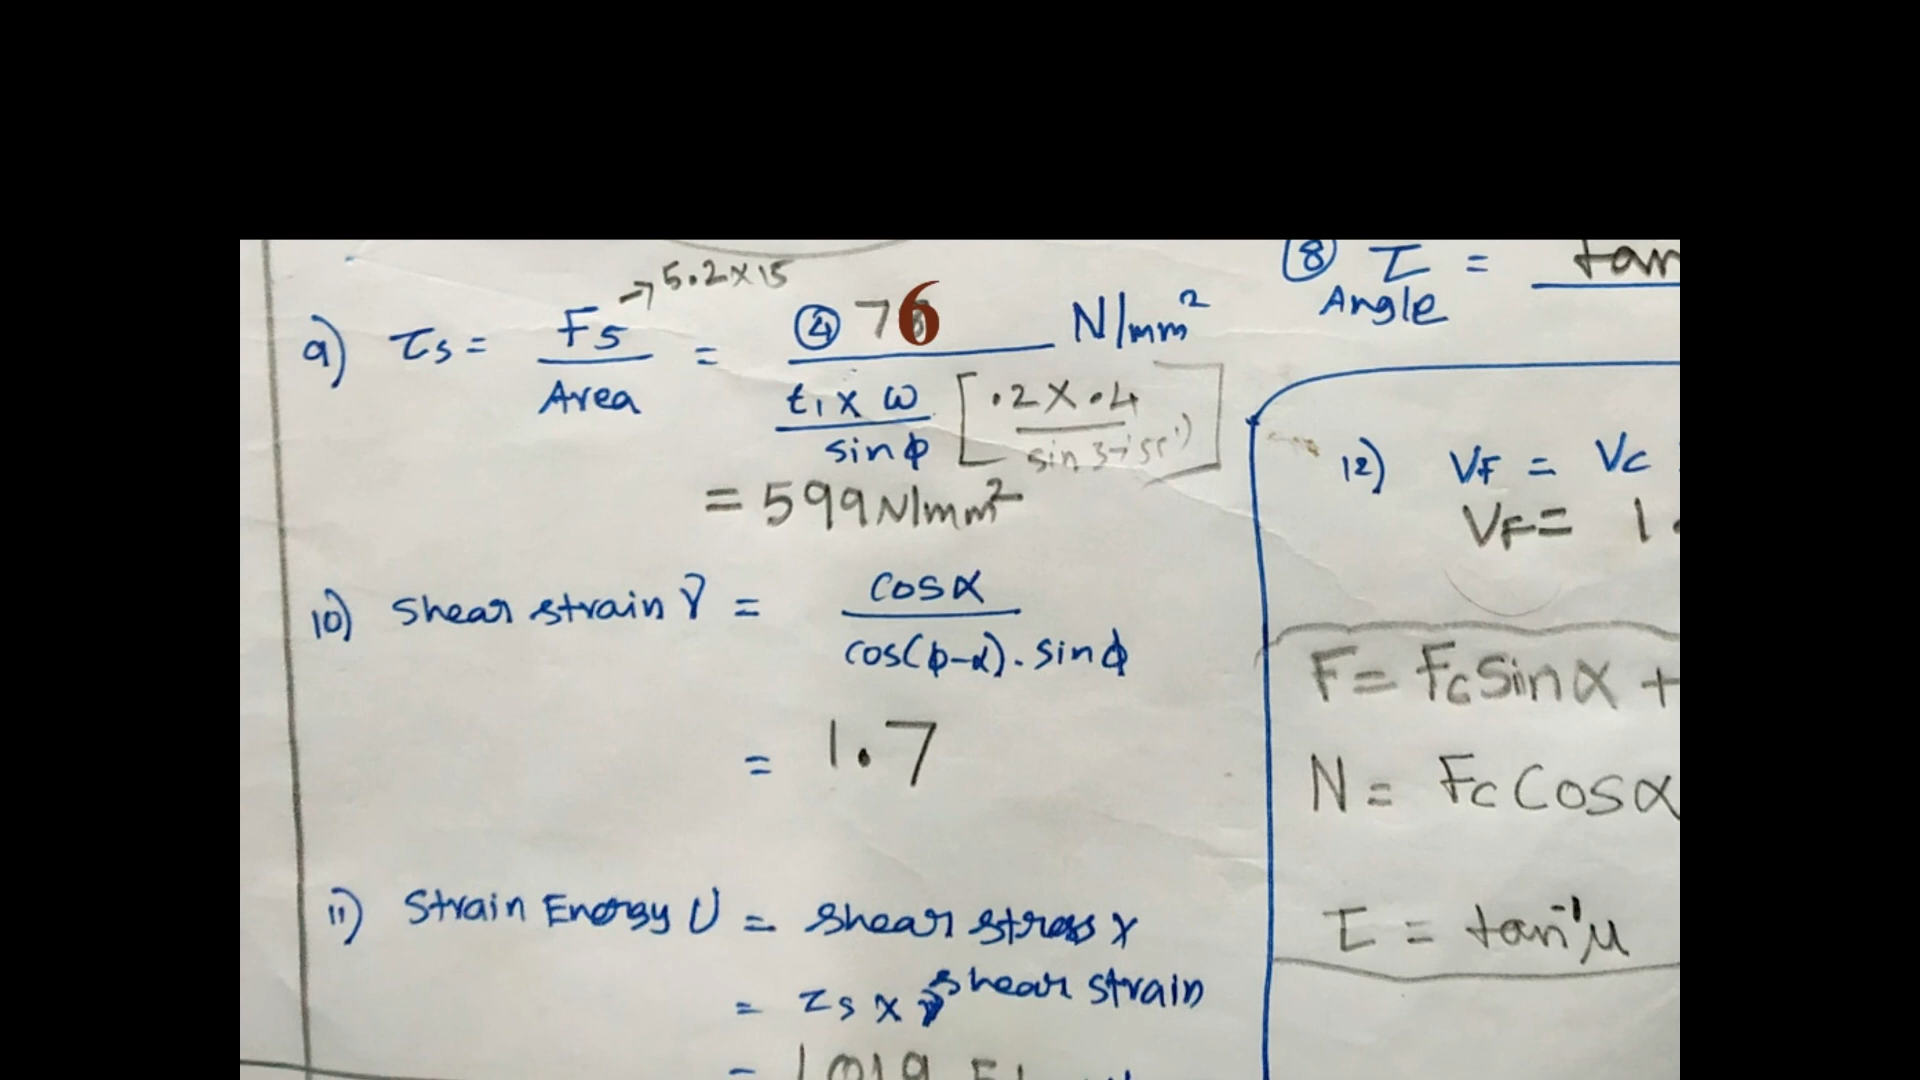 → 5.2 x 15
9) τs = Fs / Area = ④ 76 / (t1 x ω / sin φ) N/mm² [.2 x .4 / sin
= 599 N/mm²
10) Shear strain γ = cos α / cos(φ-α) . sin φ
= 1.7
11) Strain Energy U = Shear stress x
shear strain
= τs x γ
⑧ τ = tan
Angle
12) VF = Vc
VF = 1.
F = Fc sin α +
N = Fc Cos α
τ = tan⁻¹ μ